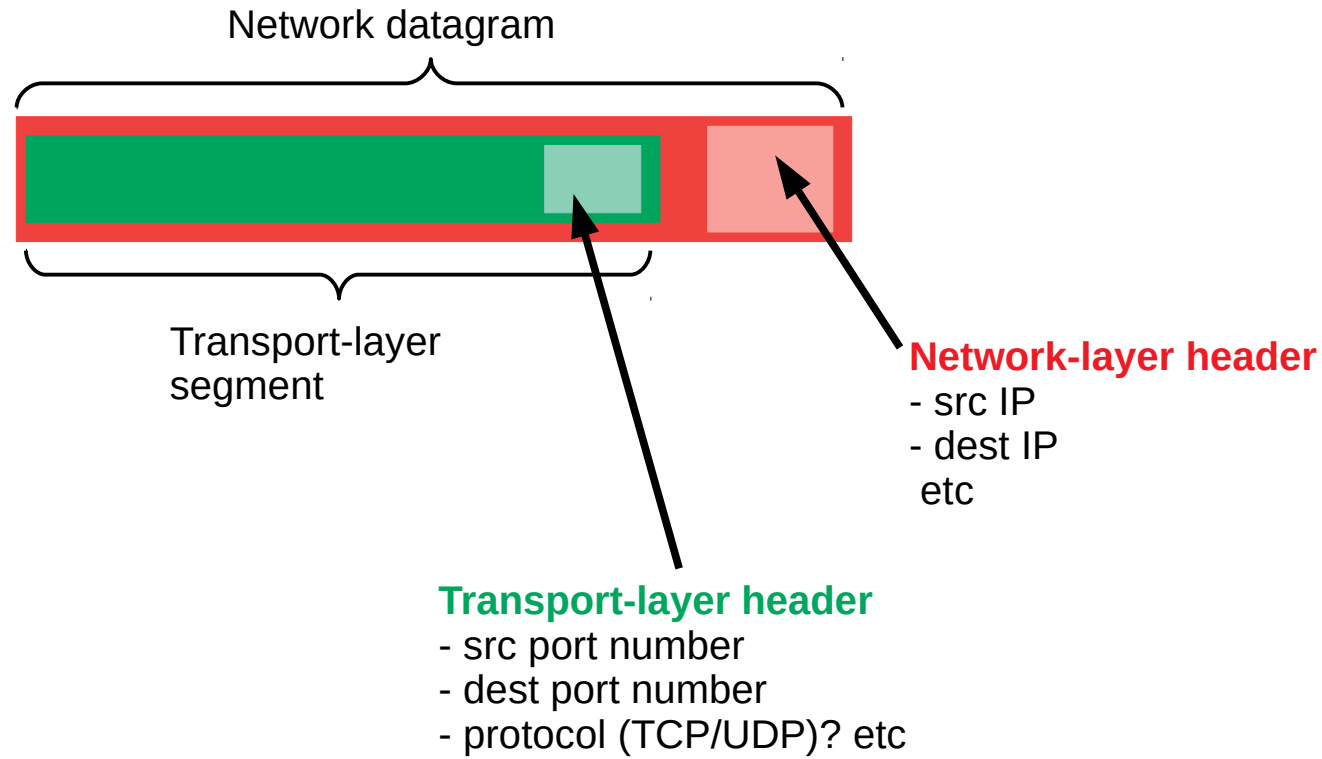 Network datagram
Transport-layer
segment
Network-layer header
- src IP
- dest IP
etc
Transport-layer header
- src port number
- dest port number
- protocol (TCP/UDP)? etc